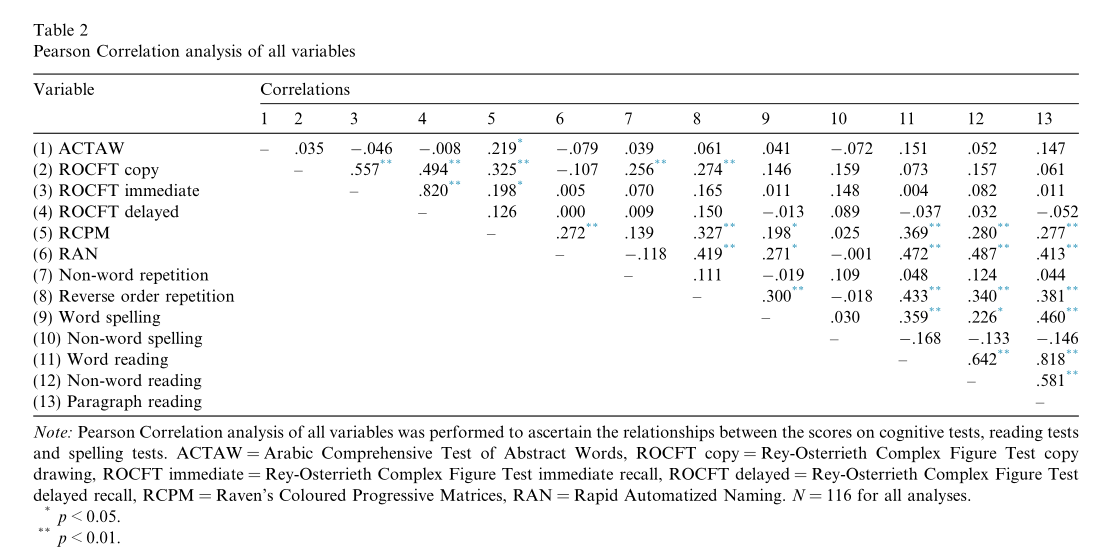 Table 2
Pearson Correlation analysis of all variables
Variable Correlations
1 2 3 4 5 6 7 8 9 10 11 12 13
(1) ACTAW – .035 −.046 −.008 .219* −.079 .039 .061 .041 −.072 .151 .052 .147
(2) ROCFT copy – .557** .494** .325** −.107 .256** .274** .146 .159 .073 .157 .061
(3) ROCFT immediate – .820** .198* .005 .070 .165 .011 .148 .004 .082 .011
(4) ROCFT delayed – .126 .000 .009 .150 −.013 .089 −.037 .032 −.052
(5) RCPM – .272** .139 .327** .198* .025 .369** .280** .277**
(6) RAN – −.118 .419** .271* −.001 .472** .487** .413**
(7) Non-word repetition – .111 −.019 .109 .048 .124 .044
(8) Reverse order repetition – .300** −.018 .433** .340** .381**
(9) Word spelling – .030 .359** .226* .460**
(10) Non-word spelling – −.168 −.133 −.146
(11) Word reading – .642** .818**
(12) Non-word reading – .581**
(13) Paragraph reading –
Note: Pearson Correlation analysis of all variables was performed to ascertain the relationships between the scores on cognitive tests, reading tests
and spelling tests. ACTAW = Arabic Comprehensive Test of Abstract Words, ROCFT copy = Rey-Osterrieth Complex Figure Test copy
drawing, ROCFT immediate = Rey-Osterrieth Complex Figure Test immediate recall, ROCFT delayed = Rey-Osterrieth Complex Figure Test
delayed recall, RCPM = Raven's Coloured Progressive Matrices, RAN = Rapid Automatized Naming. N = 116 for all analyses.
* p < 0.05.
** p < 0.01.